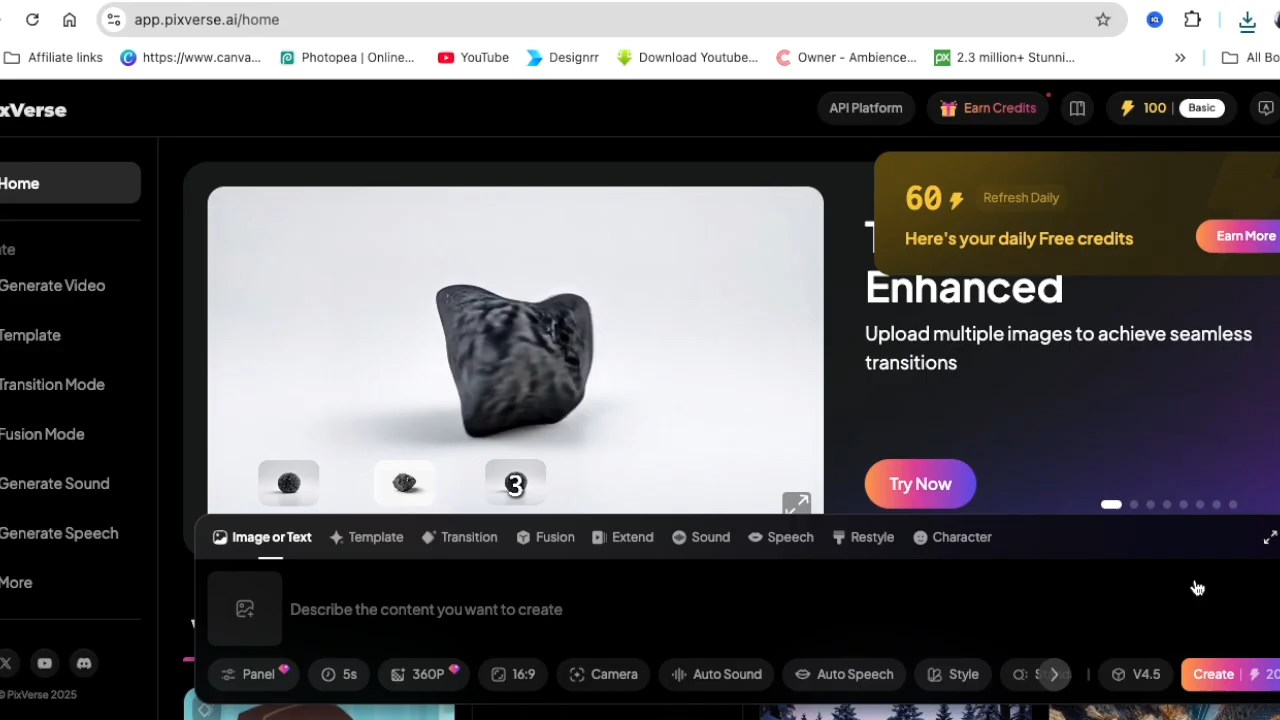 app.pixverse.ai/home
Affiliate links
https://www.canva...
Photopea | Online...
YouTube
Designrr
Download Youtube...
Owner - Ambience...
2.3 million+ Stunni...
»
All Bo
xVerse
API Platform
Earn Credits
100 | Basic
Home
60 Refresh Daily
Here's your daily Free credits
Earn More
Enhanced
Upload multiple images to achieve seamless
transitions
Try Now
te
Generate Video
Template
Transition Mode
Fusion Mode
Generate Sound
Generate Speech
More
3
Image or Text
Template
Transition
Fusion
Extend
Sound
Speech
Restyle
Character
Describe the content you want to create
Panel
5s
360P
16:9
Camera
Auto Sound
Auto Speech
Style
V4.5
Create | 20
© PixVerse 2025